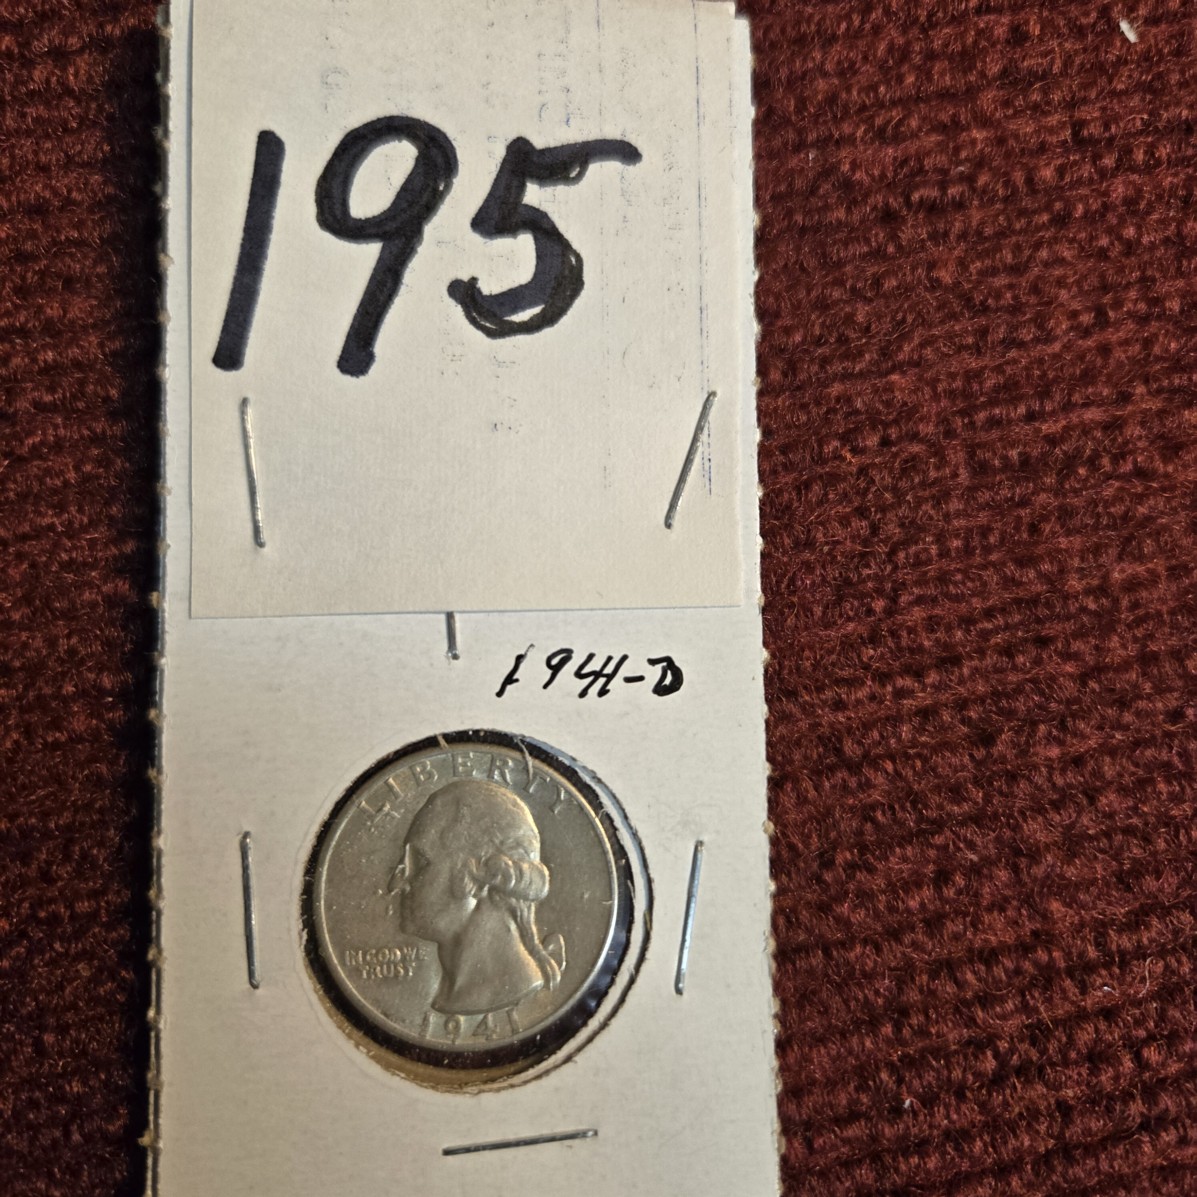 195
1941-D
LIBERTY
IN GOD WE
TRUST
1941